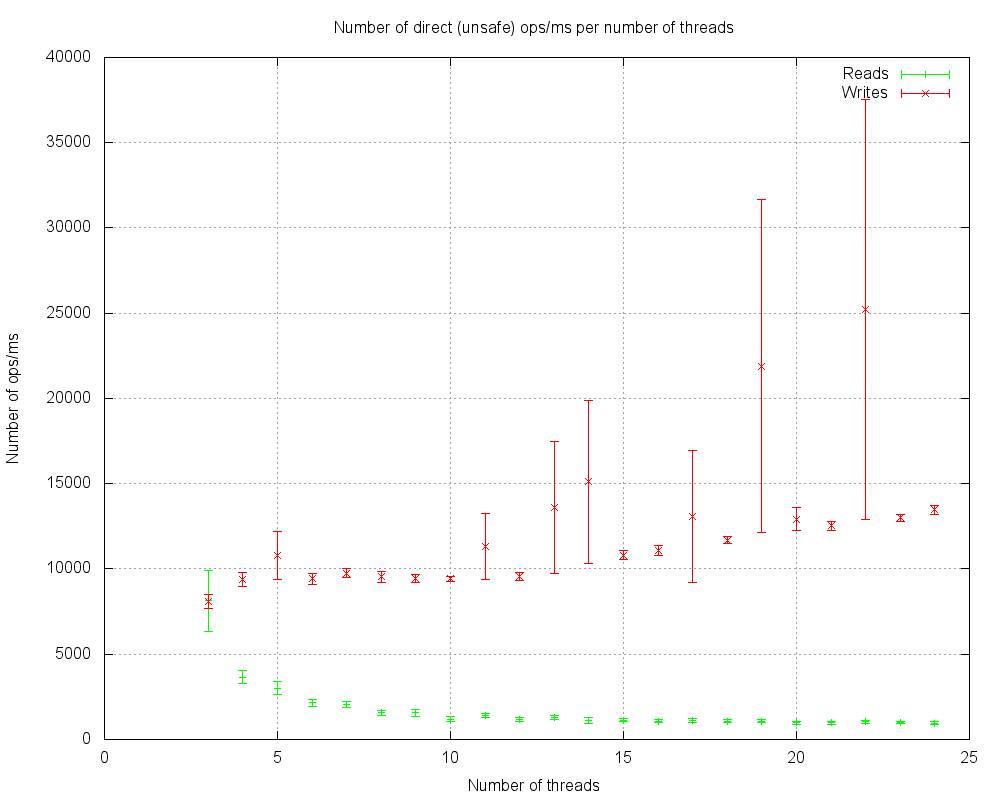 Number of direct (unsafe) ops/ms per number of threads
40000
35000
30000
25000
20000
15000
10000
5000
0
Number of ops/ms
Reads
Writes
0 5 10 15 20 25
Number of threads